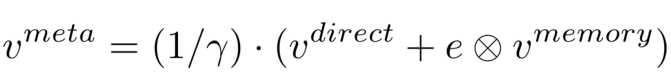 v^{meta} = (1/γ) · (v^{direct} + e ⊗ v^{memory})